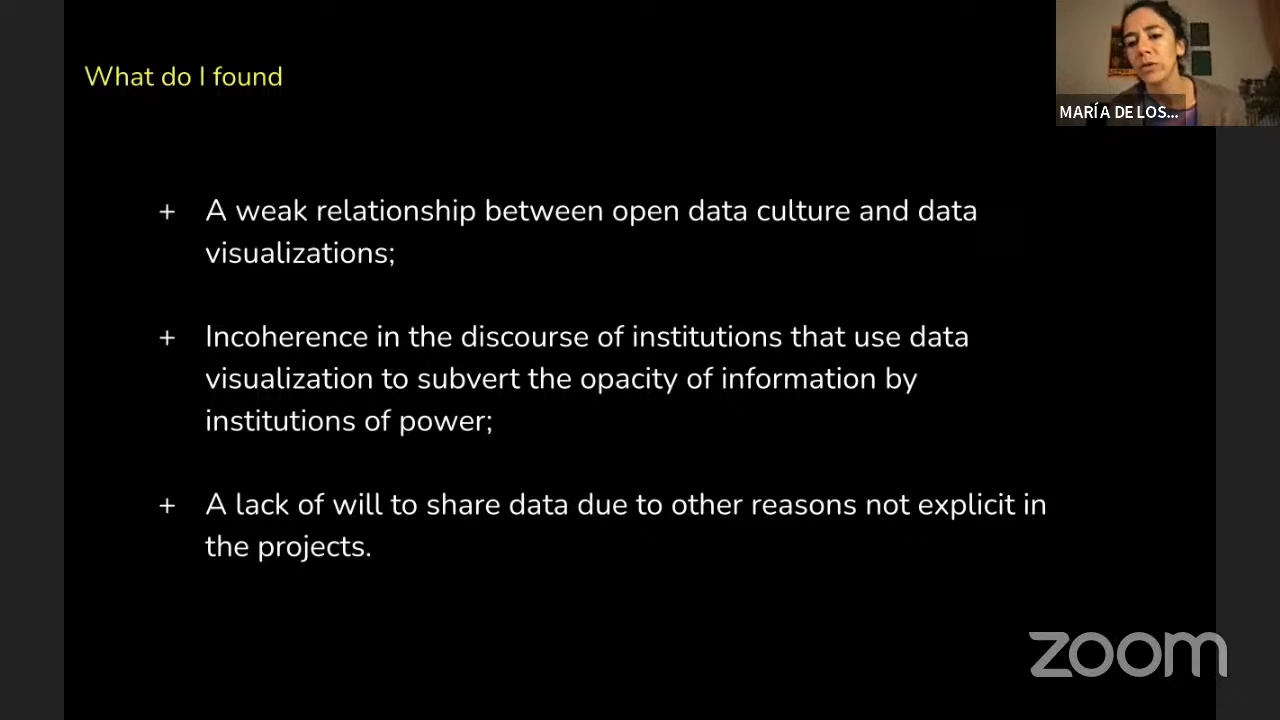 What do I found
MARÍA DE LOS...
+ A weak relationship between open data culture and data
visualizations;
+ Incoherence in the discourse of institutions that use data
visualization to subvert the opacity of information by
institutions of power;
+ A lack of will to share data due to other reasons not explicit in
the projects.
zoom